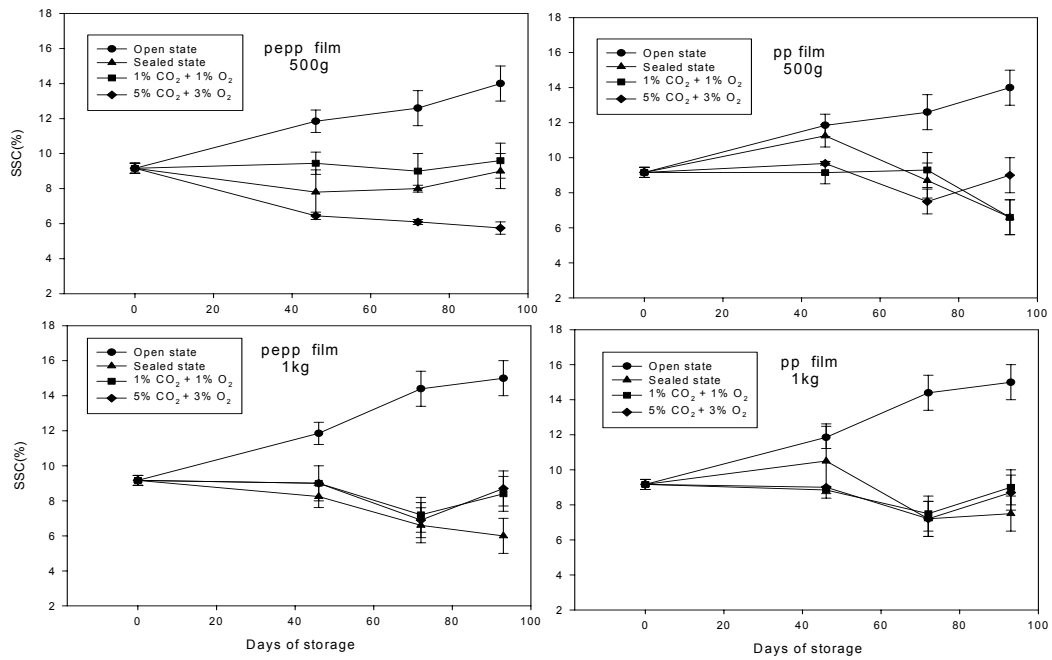 pepp film
500g
Open state
Sealed state
1% CO₂ + 1% O₂
5% CO₂ + 3% O₂
SSC(%)
18
16
14
12
10
8
6
4
2
0
20
40
60
80
100
pp film
500g
Open state
Sealed state
1% CO₂ + 1% O₂
5% CO₂ + 3% O₂
18
16
14
12
10
8
6
4
2
0
20
40
60
80
100
pepp film
1kg
Open state
Sealed state
1% CO₂ + 1% O₂
5% CO₂ + 3% O₂
SSC(%)
18
16
14
12
10
8
6
4
2
0
20
40
60
80
100
Days of storage
pp film
1kg
Open state
Sealed state
1% CO₂ + 1% O₂
5% CO₂ + 3% O₂
18
16
14
12
10
8
6
4
2
0
20
40
60
80
100
Days of storage